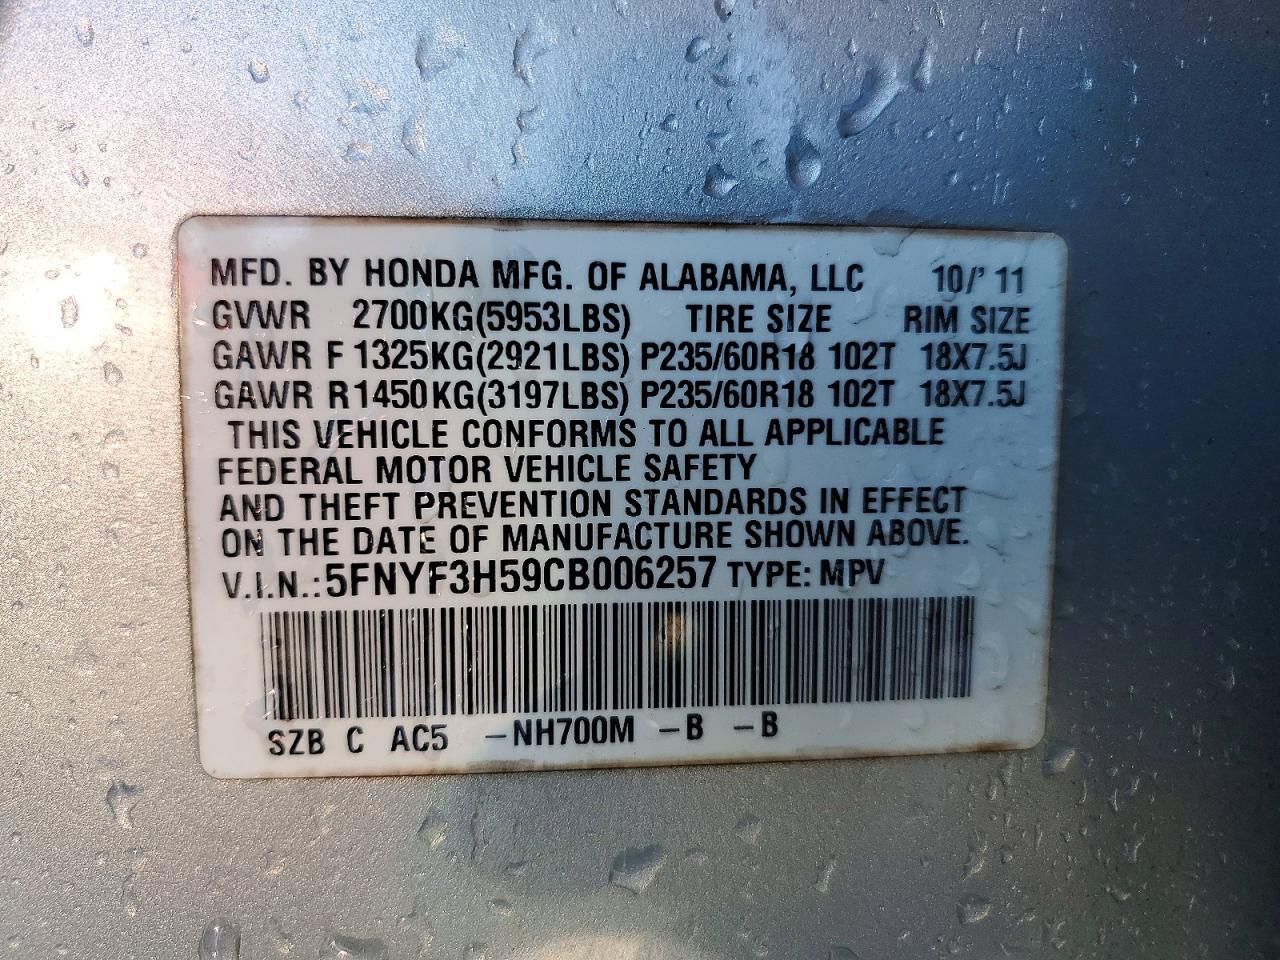 MFD. BY HONDA MFG. OF ALABAMA, LLC 10/'11
GVWR 2700KG(5953LBS) TIRE SIZE RIM SIZE
GAWR F 1325KG(2921LBS) P235/60R18 102T 18X7.5J
GAWR R 1450KG(3197LBS) P235/60R18 102T 18X7.5J
THIS VEHICLE CONFORMS TO ALL APPLICABLE
FEDERAL MOTOR VEHICLE SAFETY
AND THEFT PREVENTION STANDARDS IN EFFECT
ON THE DATE OF MANUFACTURE SHOWN ABOVE.
V.I.N.: 5FNYF3H59CB006257 TYPE: MPV
SZB C AC5 -NH700M -B -B